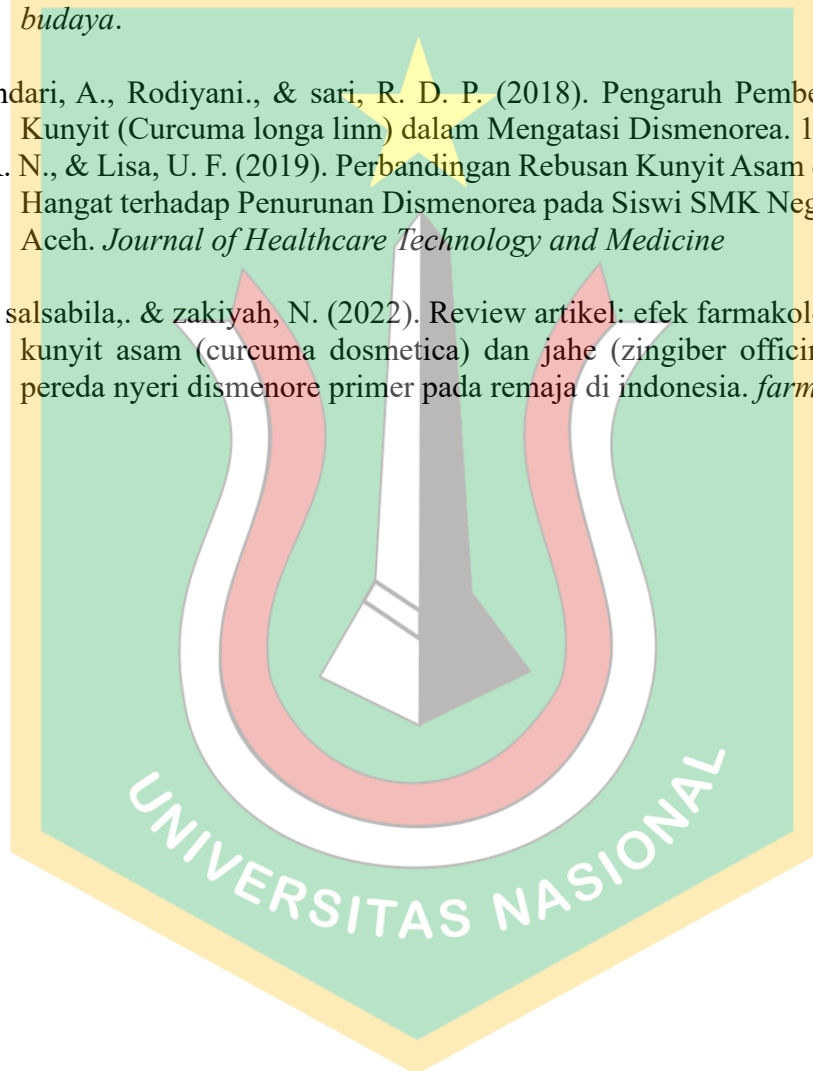 budaya.
ndari, A., Rodiyani., & sari, R. D. P. (2018). Pengaruh Pembe
Kunyit (Curcuma longa linn) dalam Mengatasi Dismenorea. 1
. N., & Lisa, U. F. (2019). Perbandingan Rebusan Kunyit Asam
Hangat terhadap Penurunan Dismenorea pada Siswi SMK Neg
Aceh. Journal of Healthcare Technology and Medicine
salsabila,. & zakiyah, N. (2022). Review artikel: efek farmakol
kunyit asam (curcuma dosmetica) dan jahe (zingiber officin
pereda nyeri dismenore primer pada remaja di indonesia. farm
UNIVERSITAS NASIONAL